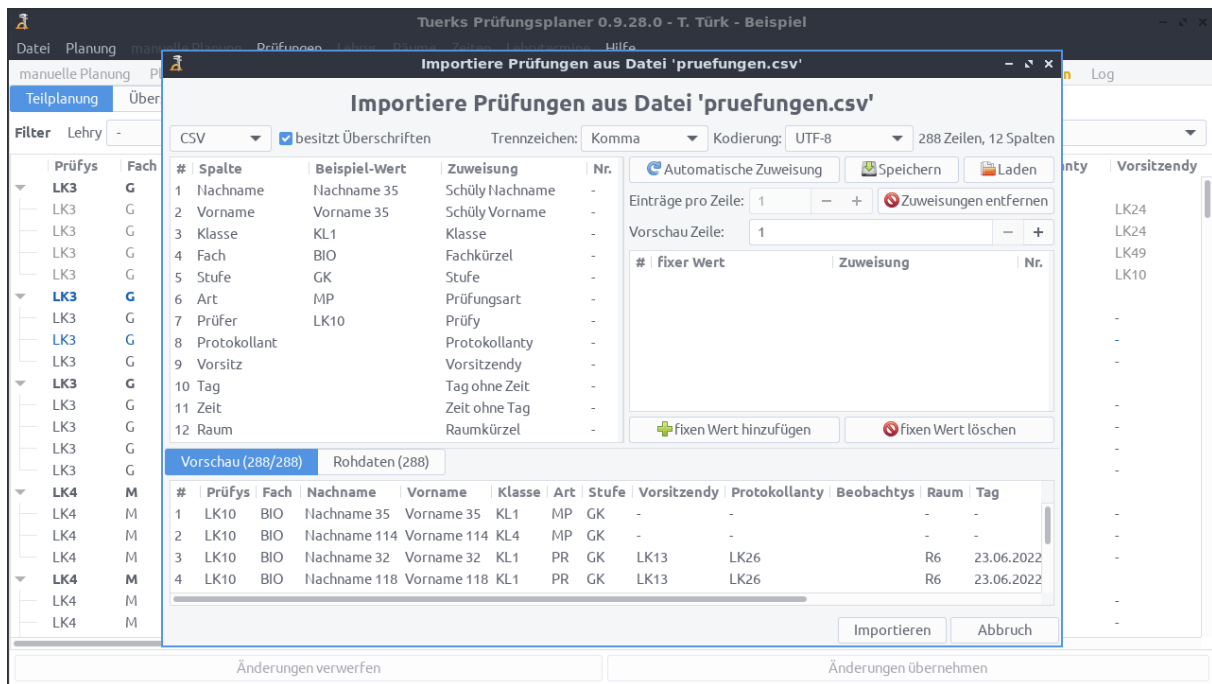 Tuerks Prüfungsplaner 0.9.28.0 - T. Türk - Beispiel
Datei Planung manuelle Planung Prüfungen Lehrys Räume Zeiten Lehrytermine Hilfe
manuelle Planung Log
Teilplanung
Filter Lehry -
Prüfys Fach Vorsitzendy
LK3 G
LK3 G LK24
LK3 G LK24
LK3 G LK49
LK3 G LK10
LK3 G
LK3 G -
LK3 G -
LK3 G -
LK3 G
LK3 G -
LK3 G -
LK3 G -
LK3 G -
LK4 M
LK4 M -
LK4 M -
LK4 M -
LK4 M
LK4 M -
LK4 M -
Änderungen verwerfen Änderungen übernehmen
Importiere Prüfungen aus Datei 'pruefungen.csv'
Importiere Prüfungen aus Datei 'pruefungen.csv'
CSV besitzt Überschriften Trennzeichen: Komma Kodierung: UTF-8 288 Zeilen, 12 Spalten
# Spalte Beispiel-Wert Zuweisung Nr.
1 Nachname Nachname 35 Schüly Nachname -
2 Vorname Vorname 35 Schüly Vorname -
3 Klasse KL1 Klasse -
4 Fach BIO Fachkürzel -
5 Stufe GK Stufe -
6 Art MP Prüfungsart -
7 Prüfer LK10 Prüfy -
8 Protokollant Protokollanty -
9 Vorsitz Vorsitzendy -
10 Tag Tag ohne Zeit -
11 Zeit Zeit ohne Tag -
12 Raum Raumkürzel -
Automatische Zuweisung Speichern Laden
Einträge pro Zeile: 1 − + Zuweisungen entfernen
Vorschau Zeile: 1 − +
# fixer Wert Zuweisung Nr.
fixen Wert hinzufügen fixen Wert löschen
Vorschau (288/288) Rohdaten (288)
# Prüfys Fach Nachname Vorname Klasse Art Stufe Vorsitzendy Protokollanty Beobachtys Raum Tag
1 LK10 BIO Nachname 35 Vorname 35 KL1 MP GK - - - -
2 LK10 BIO Nachname 114 Vorname 114 KL4 MP GK - - - -
3 LK10 BIO Nachname 32 Vorname 32 KL1 PR GK LK13 LK26 R6 23.06.2022
4 LK10 BIO Nachname 118 Vorname 118 KL1 PR GK LK13 LK26 R6 23.06.2022
Importieren Abbruch